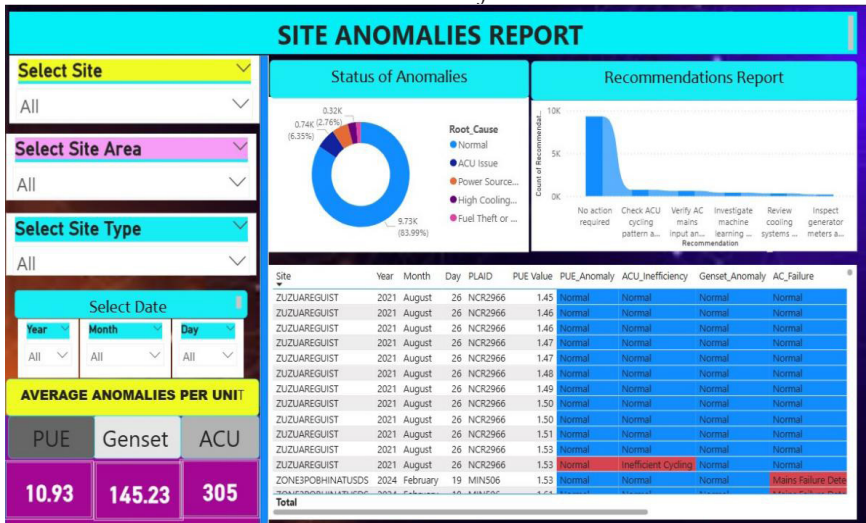 SITE ANOMALIES REPORT
Select Site
All
Select Site Area
All
Select Site Type
All
Select Date
Year Month Day
All All All
AVERAGE ANOMALIES PER UNIT
PUE Genset ACU
10.93 145.23 305
Status of Anomalies
0.32K
(2.76%)
0.74K
(6.35%)
9.73K
(83.99%)
Root_Cause
Normal
ACU Issue
Power Source...
High Cooling...
Fuel Theft or ...
Recommendations Report
Count of Recommendat...
10K
5K
0K
No action required
Check ACU cycling pattern a...
Verify AC mains input an...
Investigate machine learning ...
Review cooling systems ...
Inspect generator meters a...
Recommendation
Site Year Month Day PLAID PUE Value PUE_Anomaly ACU_Inefficiency Genset_Anomaly AC_Failure
ZUZUAREGUIST 2021 August 26 NCR2966 1.45 Normal Normal Normal Normal
ZUZUAREGUIST 2021 August 26 NCR2966 1.46 Normal Normal Normal Normal
ZUZUAREGUIST 2021 August 26 NCR2966 1.46 Normal Normal Normal Normal
ZUZUAREGUIST 2021 August 26 NCR2966 1.47 Normal Normal Normal Normal
ZUZUAREGUIST 2021 August 26 NCR2966 1.47 Normal Normal Normal Normal
ZUZUAREGUIST 2021 August 26 NCR2966 1.48 Normal Normal Normal Normal
ZUZUAREGUIST 2021 August 26 NCR2966 1.49 Normal Normal Normal Normal
ZUZUAREGUIST 2021 August 26 NCR2966 1.50 Normal Normal Normal Normal
ZUZUAREGUIST 2021 August 26 NCR2966 1.50 Normal Normal Normal Normal
ZUZUAREGUIST 2021 August 26 NCR2966 1.51 Normal Normal Normal Normal
ZUZUAREGUIST 2021 August 26 NCR2966 1.53 Normal Normal Normal Normal
ZUZUAREGUIST 2021 August 26 NCR2966 1.53 Normal Inefficient Cycling Normal Normal
ZONE3POBHINATUSDS 2024 February 19 MIN506 1.53 Normal Normal Normal Mains Failure Dete
Total